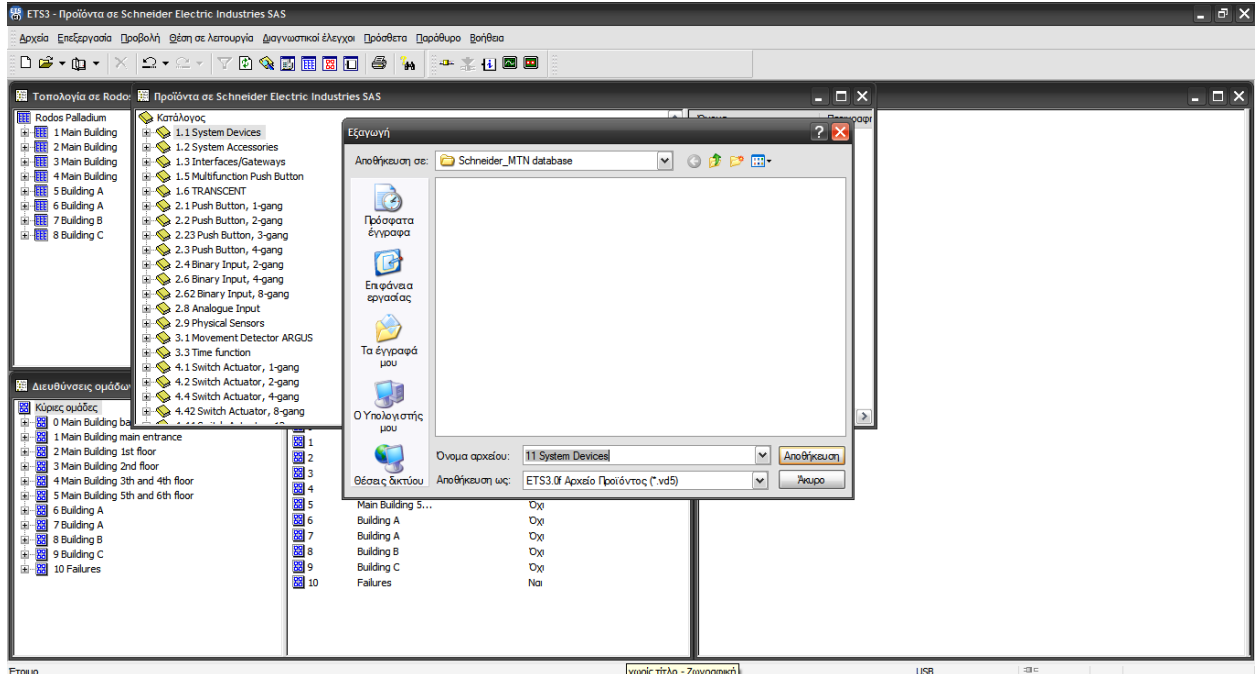 ETS3 - Προϊόντα σε Schneider Electric Industries SAS
Αρχεία Επεξεργασία Προβολή Θέση σε λειτουργία Διαγνωστικοί έλεγχοι Πρόσθετα Παράθυρο Βοήθεια
Τοπολογία σε Rodos
Rodos Palladium
1 Main Building
2 Main Building
3 Main Building
4 Main Building
5 Building A
6 Building A
7 Building B
8 Building C
Προϊόντα σε Schneider Electric Industries SAS
Κατάλογος
1.1 System Devices
1.2 System Accessories
1.3 Interfaces/Gateways
1.5 Multifunction Push Button
1.6 TRANSCENT
2.1 Push Button, 1-gang
2.2 Push Button, 2-gang
2.23 Push Button, 3-gang
2.3 Push Button, 4-gang
2.4 Binary Input, 2-gang
2.6 Binary Input, 4-gang
2.62 Binary Input, 8-gang
2.8 Analogue Input
2.9 Physical Sensors
3.1 Movement Detector ARGUS
3.3 Time function
4.1 Switch Actuator, 1-gang
4.2 Switch Actuator, 2-gang
4.4 Switch Actuator, 4-gang
4.42 Switch Actuator, 8-gang
Εξαγωγή
Αποθήκευση σε:
Schneider_MTN database
Πρόσφατα έγγραφα
Επιφάνεια εργασίας
Τα έγγραφά μου
Ο Υπολογιστής μου
Θέσεις δικτύου
Όνομα αρχείου:
11 System Devices
Αποθήκευση
Αποθήκευση ως:
ETS3.0f Αρχείο Προϊόντος (*.vd5)
Άκυρο
Διευθύνσεις ομάδων
Κύριες ομάδες
0 Main Building ba
1 Main Building main entrance
2 Main Building 1st floor
3 Main Building 2nd floor
4 Main Building 3th and 4th floor
5 Main Building 5th and 6th floor
6 Building A
7 Building A
8 Building B
9 Building C
10 Failures
1
2
3
4
5 Main Building 5... Όχι
6 Building A Όχι
7 Building A Όχι
8 Building B Όχι
9 Building C Όχι
10 Failures Ναι
Έτοιμο
χωρίς τίτλο - Ζωγραφική
USB